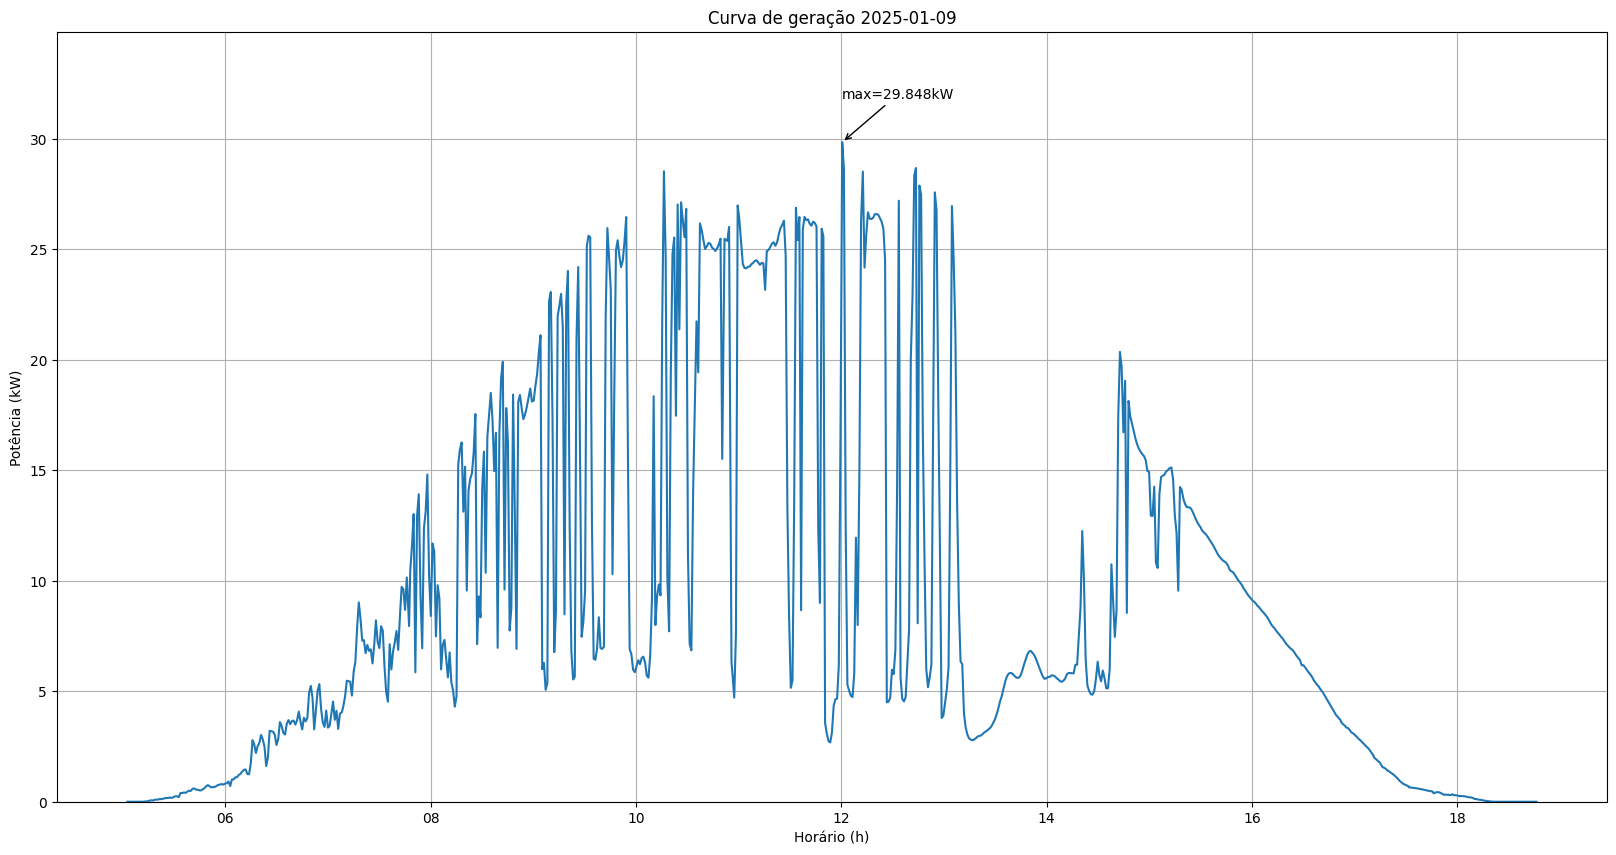 Curva de geração 2025-01-09
max=29.848kW
30
25
20
15
10
5
0
Potência (kW)
06 08 10 12 14 16 18
Horário (h)